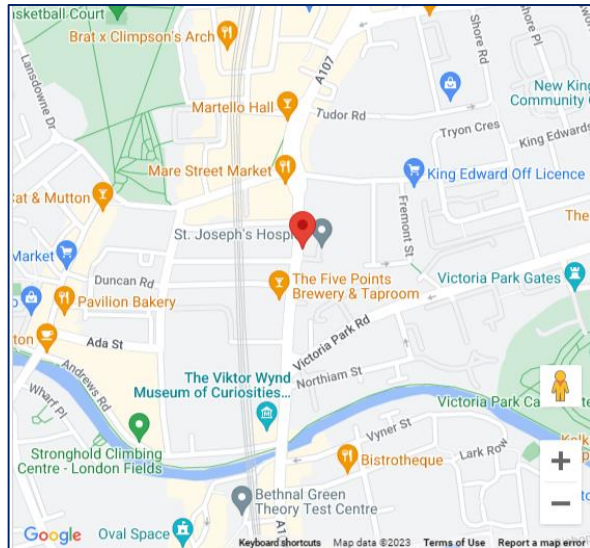 asketball Court
Brat x Climpson's Arch
Lansdowne Dr
A107
Shore Rd
Shore Pl
Martello Hall
Tudor Rd
New King
Community C
Tryon Cres
King Edwards
Mare Street Market
King Edward Off Licence
Cat & Mutton
Fremont St
The
St. Joseph's Hospi
Market
Duncan Rd
The Five Points
Brewery & Taproom
Victoria Park Gates
Pavilion Bakery
Victoria Park Rd
ton
Ada St
Andrews Rd
Wharf Pl
The Viktor Wynd
Museum of Curiosities...
Northiam St
Victoria Park Ca
Stronghold Climbing
Centre - London Fields
Vyner St
Lark Row
Bistrotheque
Bethnal Green
Theory Test Centre
Oval Space
A1
Google
Keyboard shortcuts Map data ©2023 Terms of Use Report a map error